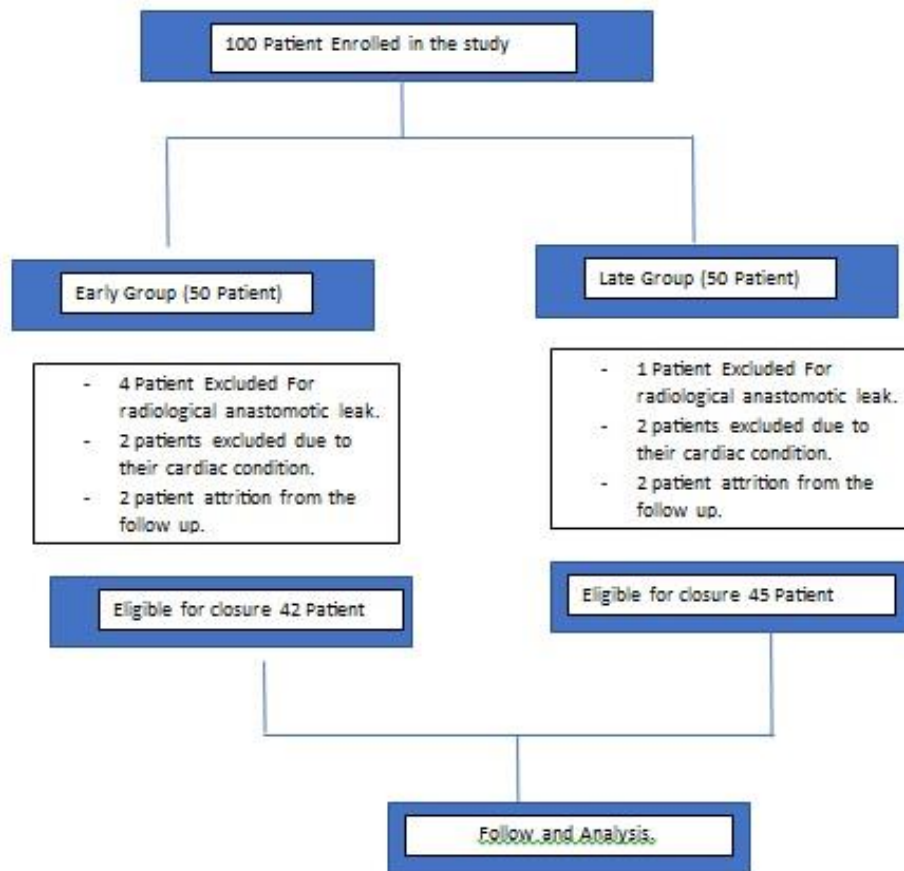 100 Patient Enrolled in the study
Early Group (50 Patient)
Late Group (50 Patient)
- 4 Patient Excluded For
radiological anastomotic leak.
- 2 patients excluded due to
their cardiac condition.
- 2 patient attrition from the
follow up.
- 1 Patient Excluded For
radiological anastomotic leak.
- 2 patients excluded due to
their cardiac condition.
- 2 patient attrition from the
follow up.
Eligible for closure 42 Patient
Eligible for closure 45 Patient
Follow and Analysis.